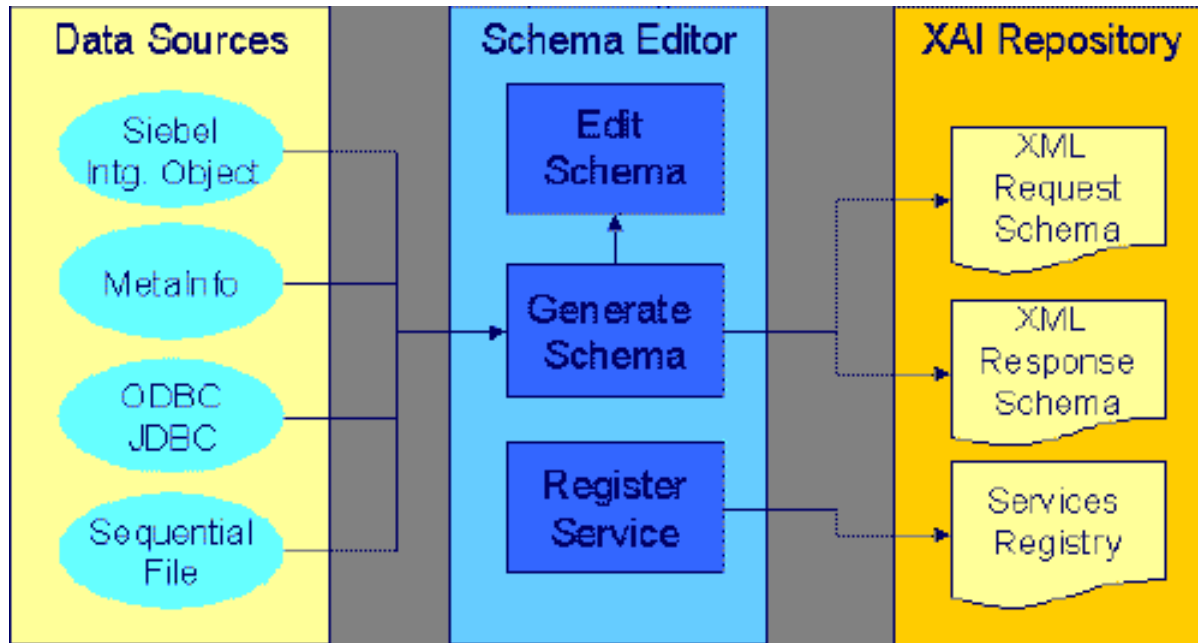 Data Sources
Siebel
Intg. Object
MetaInfo
ODBC
JDBC
Sequential
File
Schema Editor
Edit
Schema
Generate
Schema
Register
Service
XAI Repository
XML
Request
Schema
XML
Response
Schema
Services
Registry